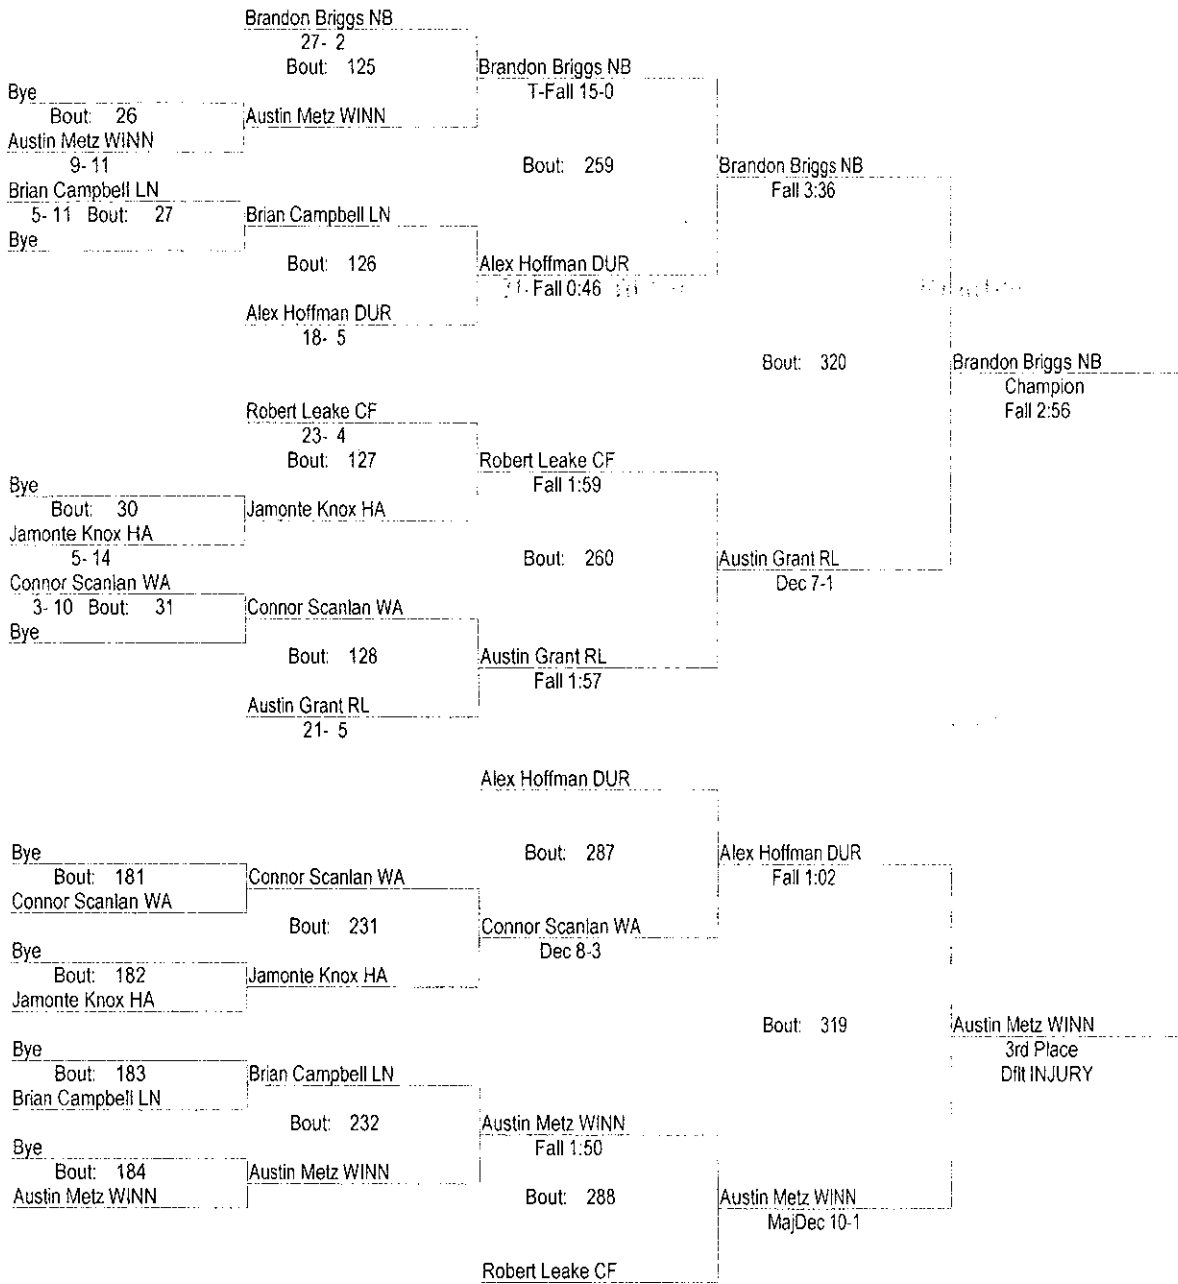 Brandon Briggs NB
27- 2
Bout: 125
Brandon Briggs NB
T-Fall 15-0
Bye
Bout: 26
Austin Metz WINN
Austin Metz WINN
9- 11
Bout: 259
Brandon Briggs NB
Fall 3:36
Brian Campbell LN
5- 11 Bout: 27
Brian Campbell LN
Bye
Bout: 126
Alex Hoffman DUR
Fall 0:46
Alex Hoffman DUR
18- 5
Bout: 320
Brandon Briggs NB
Champion
Fall 2:56
Robert Leake CF
23- 4
Bout: 127
Robert Leake CF
Fall 1:59
Bye
Bout: 30
Jamonte Knox HA
Jamonte Knox HA
5- 14
Bout: 260
Austin Grant RL
Dec 7-1
Connor Scanlan WA
3- 10 Bout: 31
Connor Scanlan WA
Bye
Bout: 128
Austin Grant RL
Fall 1:57
Austin Grant RL
21- 5
Alex Hoffman DUR
Bout: 287
Alex Hoffman DUR
Fall 1:02
Bye
Bout: 181
Connor Scanlan WA
Connor Scanlan WA
Bout: 231
Connor Scanlan WA
Dec 8-3
Bye
Bout: 182
Jamonte Knox HA
Jamonte Knox HA
Bout: 319
Austin Metz WINN
3rd Place
Dflt INJURY
Bye
Bout: 183
Brian Campbell LN
Brian Campbell LN
Bout: 232
Austin Metz WINN
Fall 1:50
Bye
Bout: 184
Austin Metz WINN
Austin Metz WINN
Bout: 288
Austin Metz WINN
MajDec 10-1
Robert Leake CF